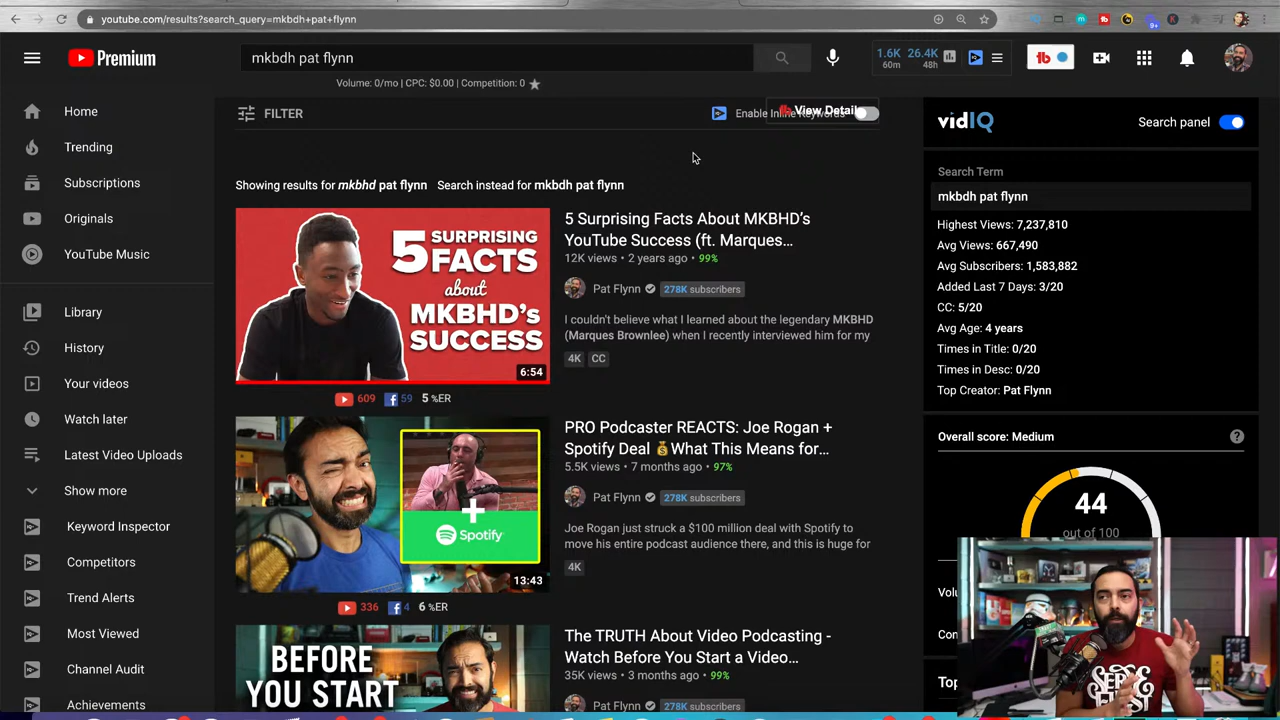 youtube.com/results?search_query=mkbdh+pat+flynn
9+
Premium
mkbdh pat flynn
1.6K 26.4K
60m 48h
Volume: 0/mo | CPC: $0.00 | Competition: 0
Home
Trending
Subscriptions
Originals
YouTube Music
Library
History
Your videos
Watch later
Latest Video Uploads
Show more
Keyword Inspector
Competitors
Trend Alerts
Most Viewed
Channel Audit
Achievements
FILTER
Enable Inline Keywords
View Details
Showing results for mkbhd pat flynn Search instead for mkbdh pat flynn
5 SURPRISING
FACTS
about
MKBHD'S
SUCCESS
6:54
609 59 5 %ER
5 Surprising Facts About MKBHD's
YouTube Success (ft. Marques...
12K views • 2 years ago • 99%
Pat Flynn 278K subscribers
I couldn't believe what I learned about the legendary MKBHD
(Marques Brownlee) when I recently interviewed him for my
4K CC
+
Spotify
13:43
336 4 6 %ER
PRO Podcaster REACTS: Joe Rogan +
Spotify Deal 💰What This Means for...
5.5K views • 7 months ago • 97%
Pat Flynn 278K subscribers
Joe Rogan just struck a $100 million deal with Spotify to
move his entire podcast audience there, and this is huge for
4K
BEFORE
YOU START
The TRUTH About Video Podcasting -
Watch Before You Start a Video...
35K views • 3 months ago • 99%
Pat Flynn 278K subscribers
vidIQ
Search panel
Search Term
mkbdh pat flynn
Highest Views: 7,237,810
Avg Views: 667,490
Avg Subscribers: 1,583,882
Added Last 7 Days: 3/20
CC: 5/20
Avg Age: 4 years
Times in Title: 0/20
Times in Desc: 0/20
Top Creator: Pat Flynn
Overall score: Medium
?
44
out of 100